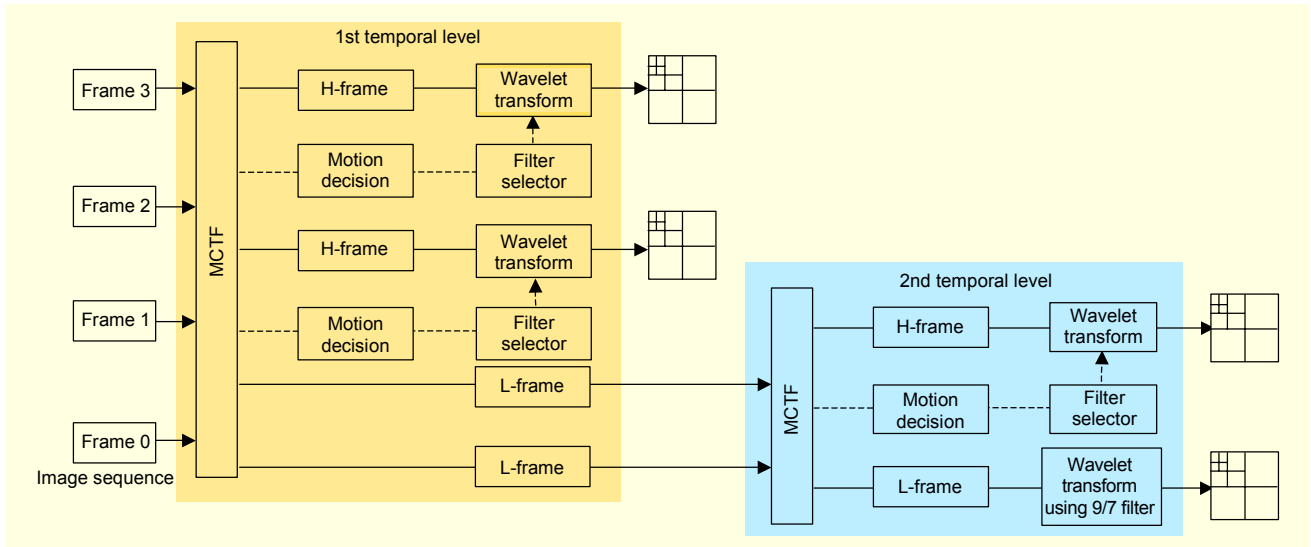 1st temporal level
Frame 3
H-frame
Wavelet
transform
Motion
decision
Filter
selector
Frame 2
MCTF
H-frame
Wavelet
transform
Frame 1
Motion
decision
Filter
selector
L-frame
Frame 0
Image sequence
L-frame
2nd temporal level
MCTF
H-frame
Wavelet
transform
Motion
decision
Filter
selector
L-frame
Wavelet
transform
using 9/7 filter